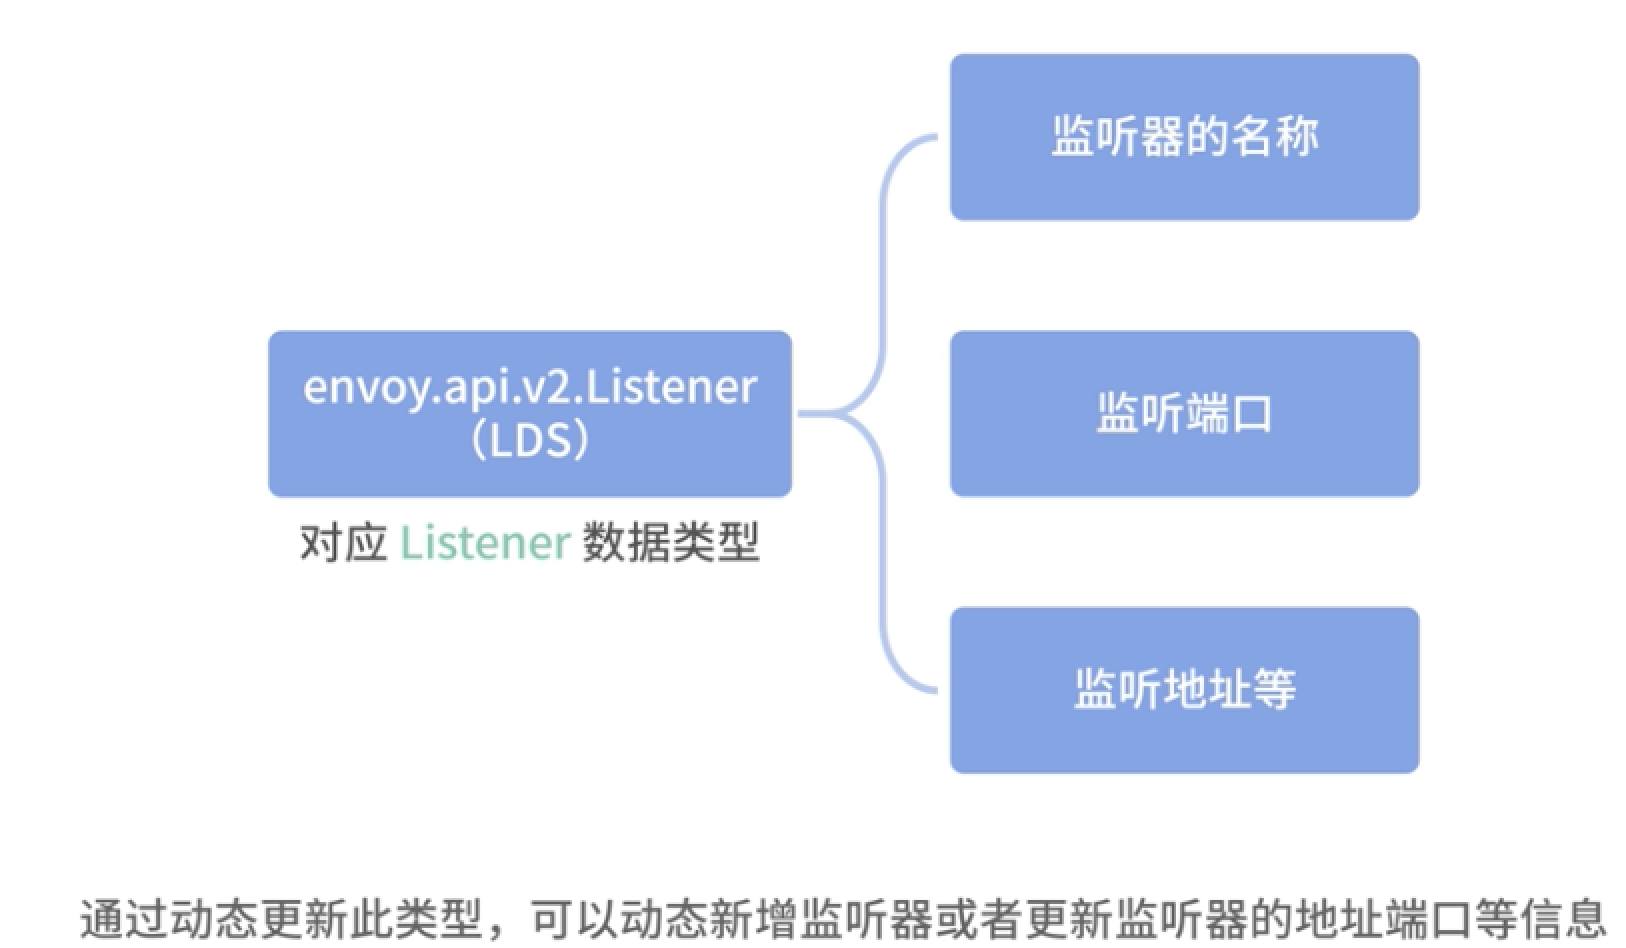 监听器的名称
envoy.api.v2.Listener
（LDS）
监听端口
对应 Listener 数据类型
监听地址等
通过动态更新此类型，可以动态新增监听器或者更新监听器的地址端口等信息